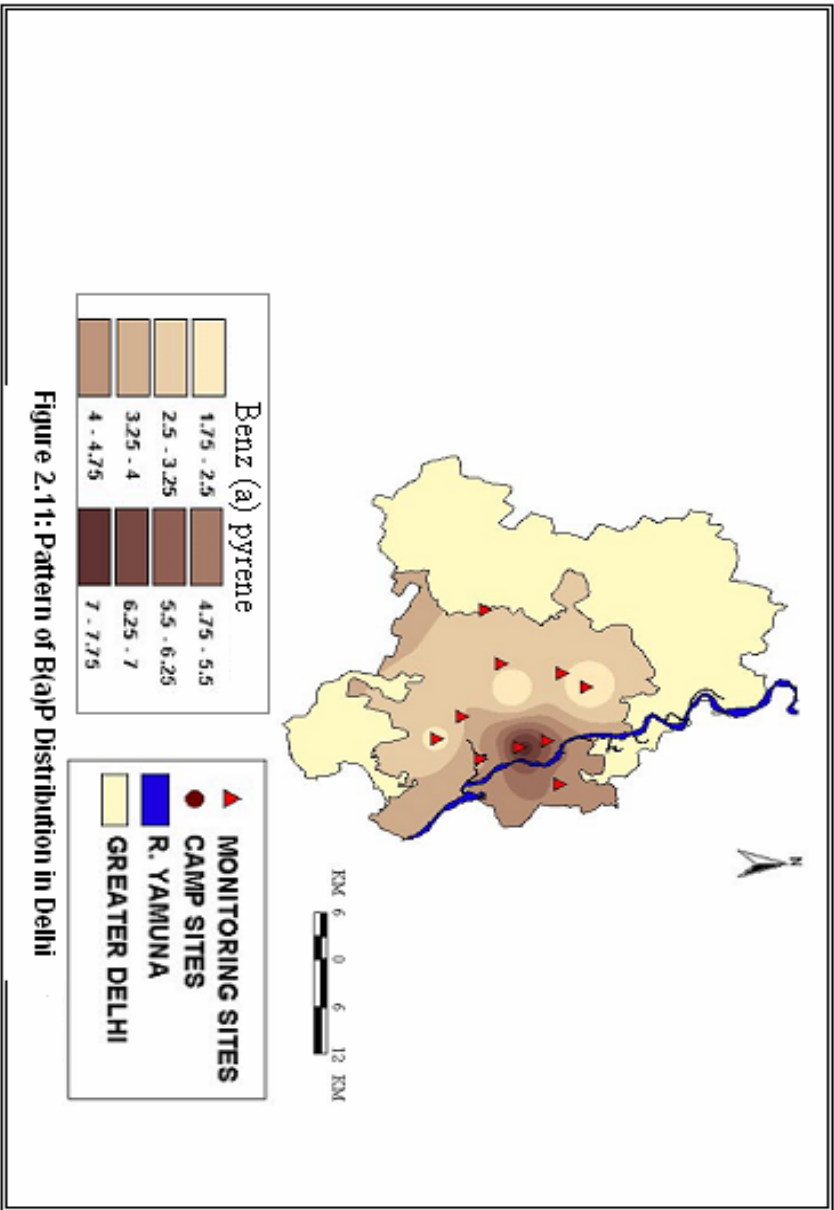 N
KM 6 0 6 12 KM
Benz (a) pyrene
1.75 - 2.5
2.5 - 3.25
3.25 - 4
4 - 4.75
4.75 - 5.5
5.5 - 6.25
6.25 - 7
7 - 7.75
MONITORING SITES
CAMP SITES
R. YAMUNA
GREATER DELHI
Figure 2.11: Pattern of B(a)P Distribution in Delhi